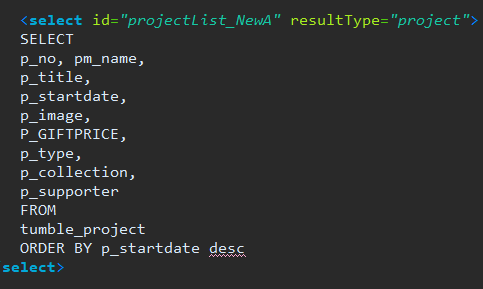 <select id="projectList_NewA" resultType="project">
SELECT
p_no, pm_name,
p_title,
p_startdate,
p_image,
P_GIFTPRICE,
p_type,
p_collection,
p_supporter
FROM
tumble_project
ORDER BY p_startdate desc
select>